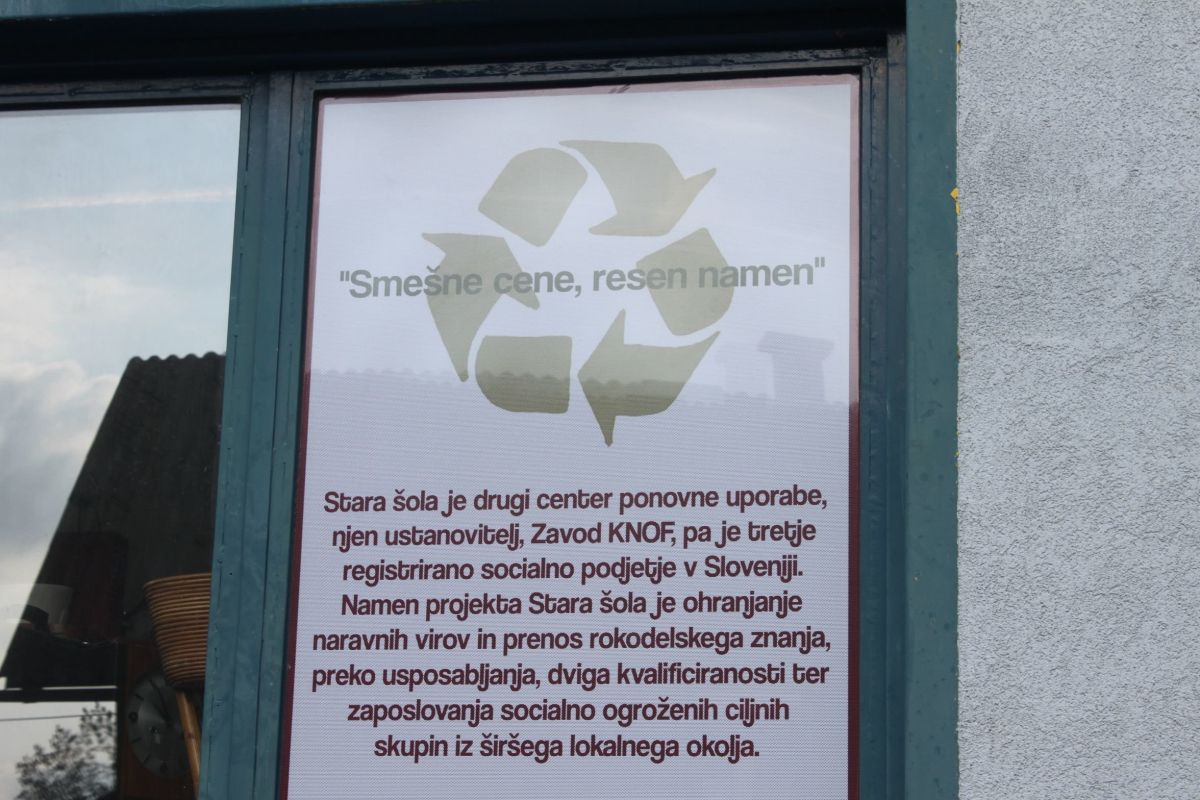 "Smešne cene, resen namen"
Stara šola je drugi center ponovne uporabe,
njen ustanovitelj, Zavod KNOF, pa je tretje
registrirano socialno podjetje v Sloveniji.
Namen projekta Stara šola je ohranjanje
naravnih virov in prenos rokodelskega znanja,
preko usposabljanja, dviga kvalificiranosti ter
zaposlovanja socialno ogroženih ciljnih
skupin iz širšega lokalnega okolja.